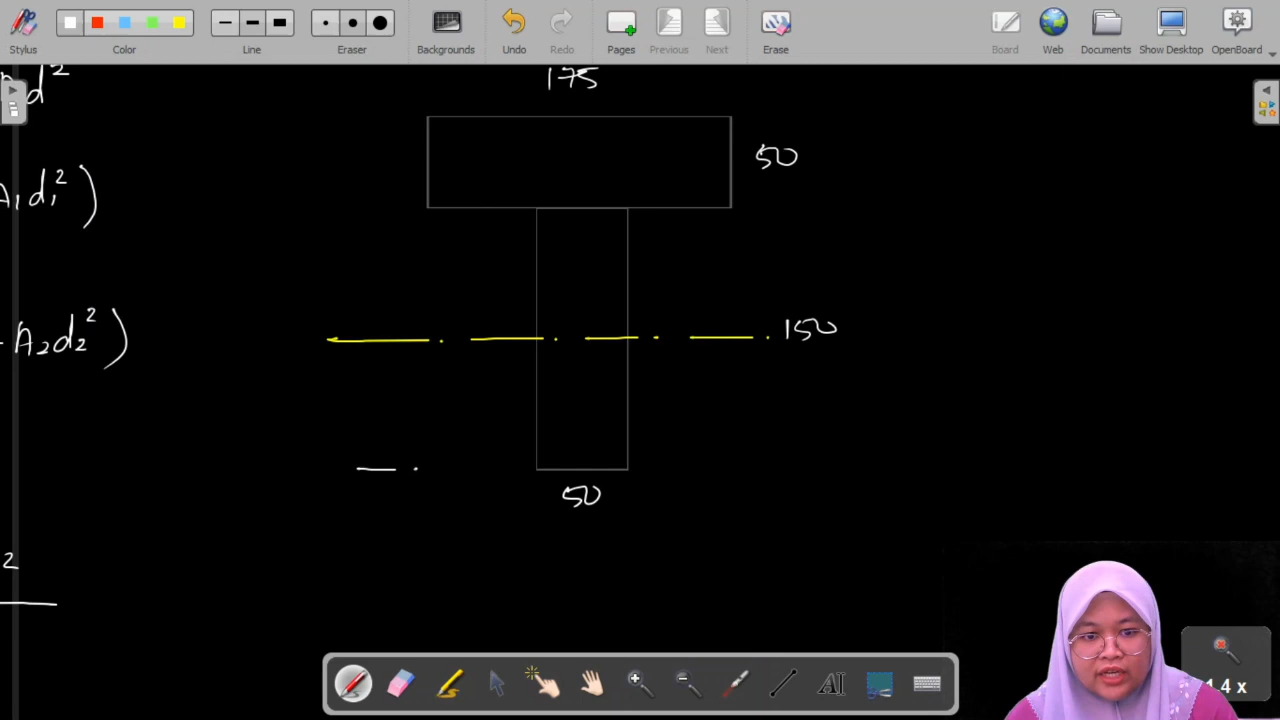 Stylus Color Line Eraser Backgrounds Undo Redo Pages Previous Next Erase Board Web Documents Show Desktop OpenBoard
d²
175
50
A₁d₁²)
150
- A₂d₂²)
50
2
AI
1.4 x